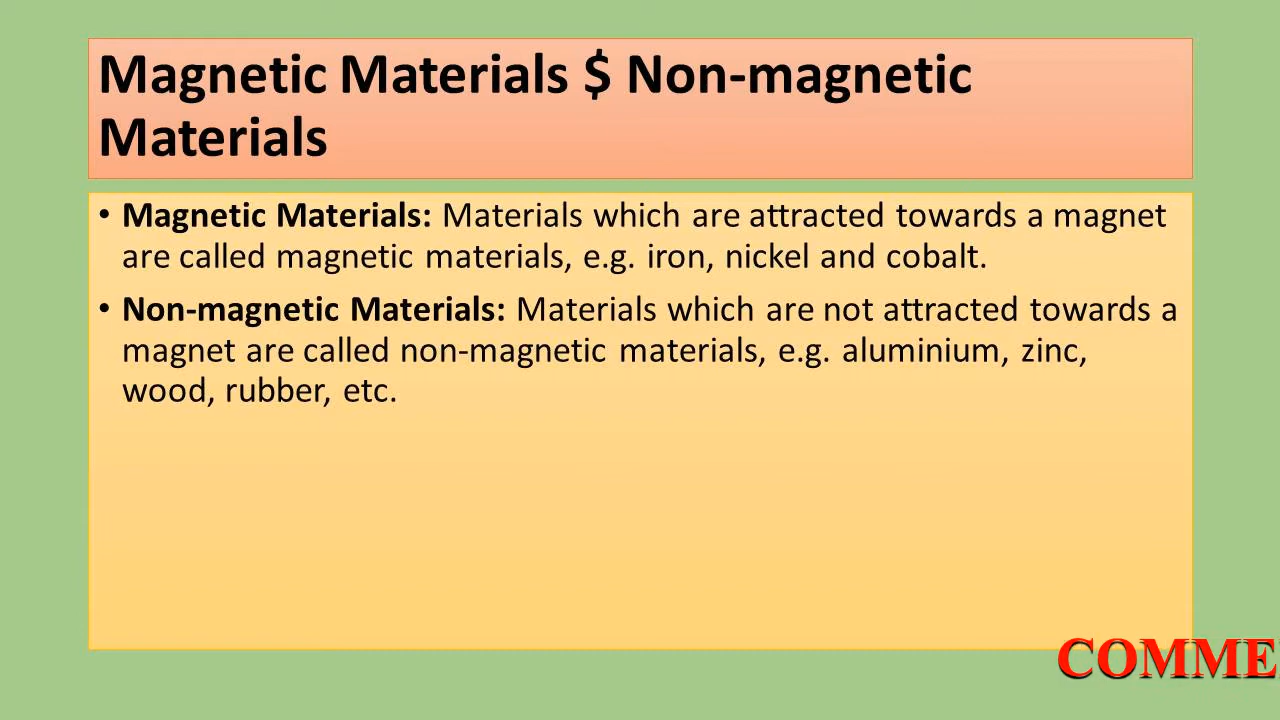 Magnetic Materials $ Non-magnetic
Materials
• Magnetic Materials: Materials which are attracted towards a magnet
are called magnetic materials, e.g. iron, nickel and cobalt.
• Non-magnetic Materials: Materials which are not attracted towards a
magnet are called non-magnetic materials, e.g. aluminium, zinc,
wood, rubber, etc.
COMME